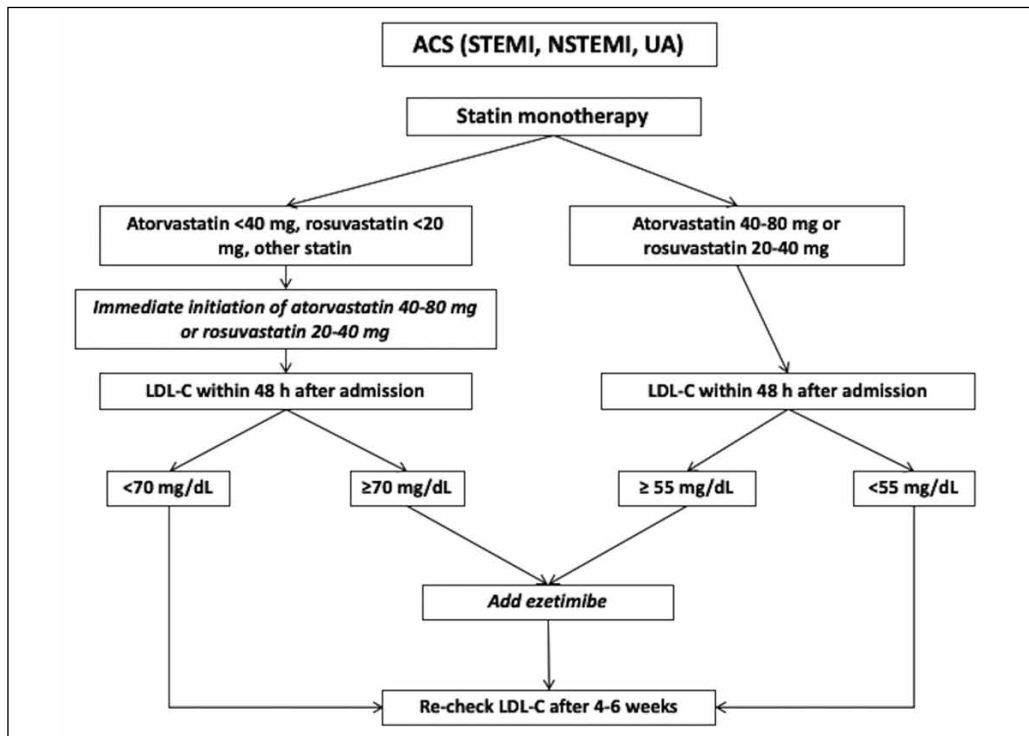 ACS (STEMI, NSTEMI, UA)
Statin monotherapy
Atorvastatin <40 mg, rosuvastatin <20
mg, other statin
Atorvastatin 40-80 mg or
rosuvastatin 20-40 mg
Immediate initiation of atorvastatin 40-80 mg
or rosuvastatin 20-40 mg
LDL-C within 48 h after admission
LDL-C within 48 h after admission
<70 mg/dL
≥70 mg/dL
≥ 55 mg/dL
<55 mg/dL
Add ezetimibe
Re-check LDL-C after 4-6 weeks